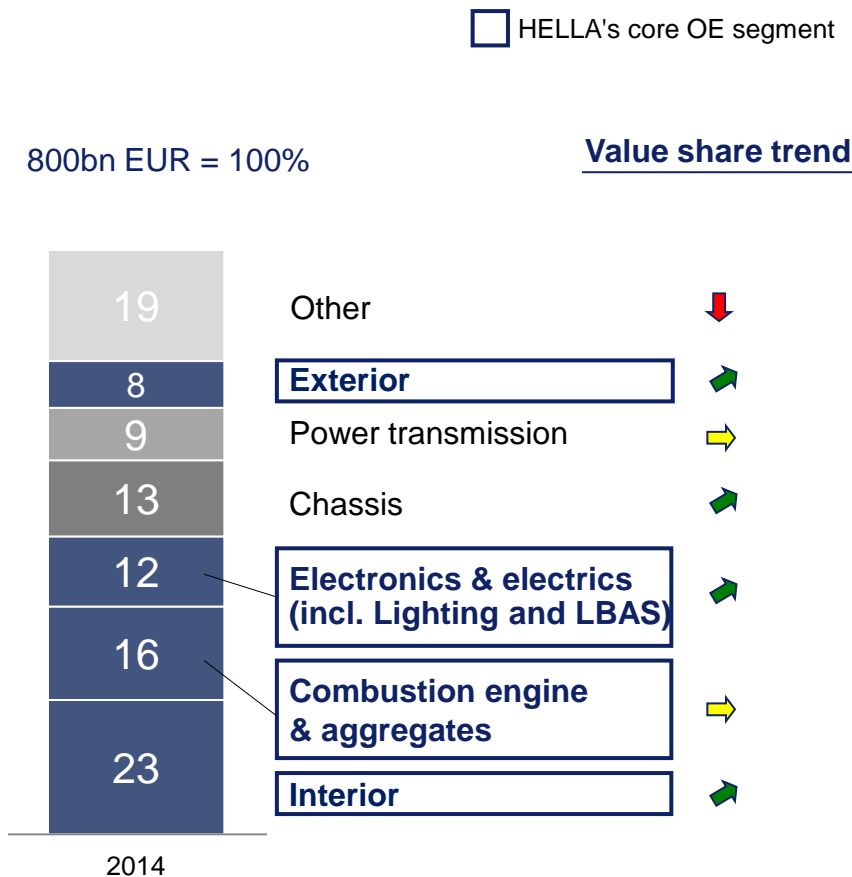 HELLA's core OE segment
800bn EUR = 100%
Value share trend
19
Other
8
Exterior
9
Power transmission
13
Chassis
12
Electronics & electrics
(incl. Lighting and LBAS)
16
Combustion engine
& aggregates
23
Interior
2014